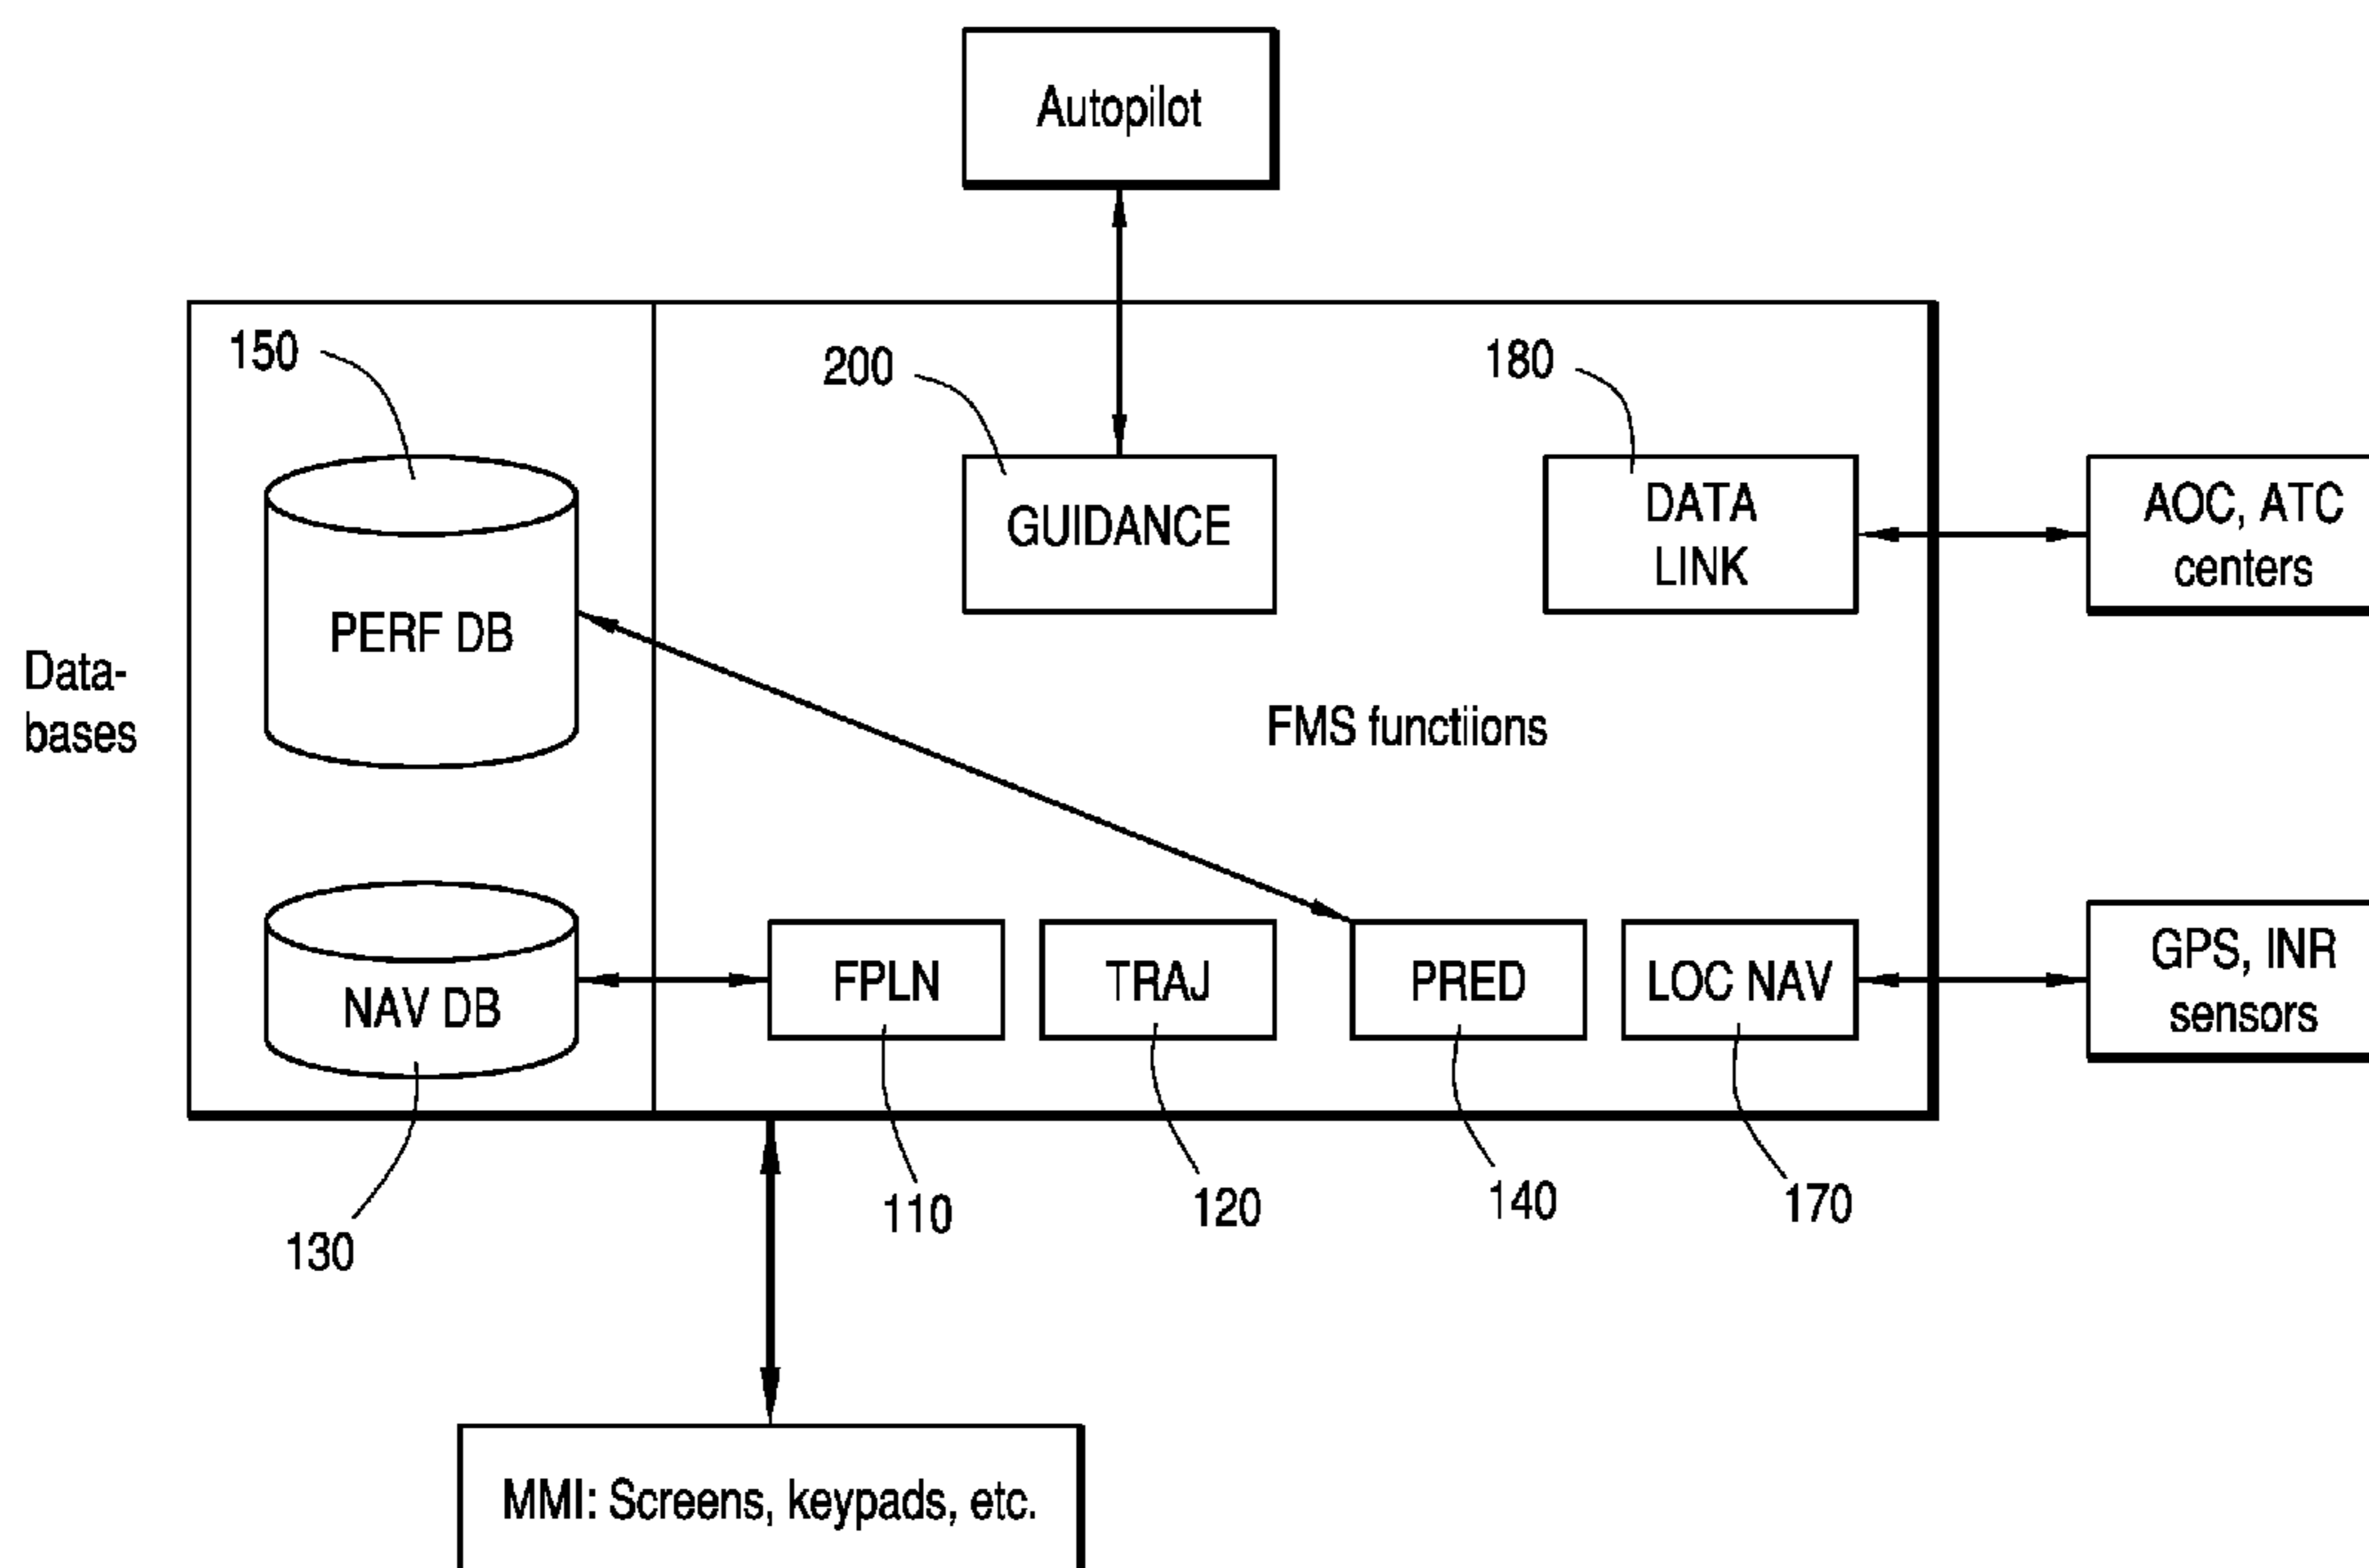 Autopilot
150
200
180
GUIDANCE
DATA
LINK
AOC, ATC
centers
PERF DB
Data-
bases
FMS functiions
NAV DB
FPLN
TRAJ
PRED
LOC NAV
GPS, INR
sensors
130
110
120
140
170
MMI: Screens, keypads, etc.